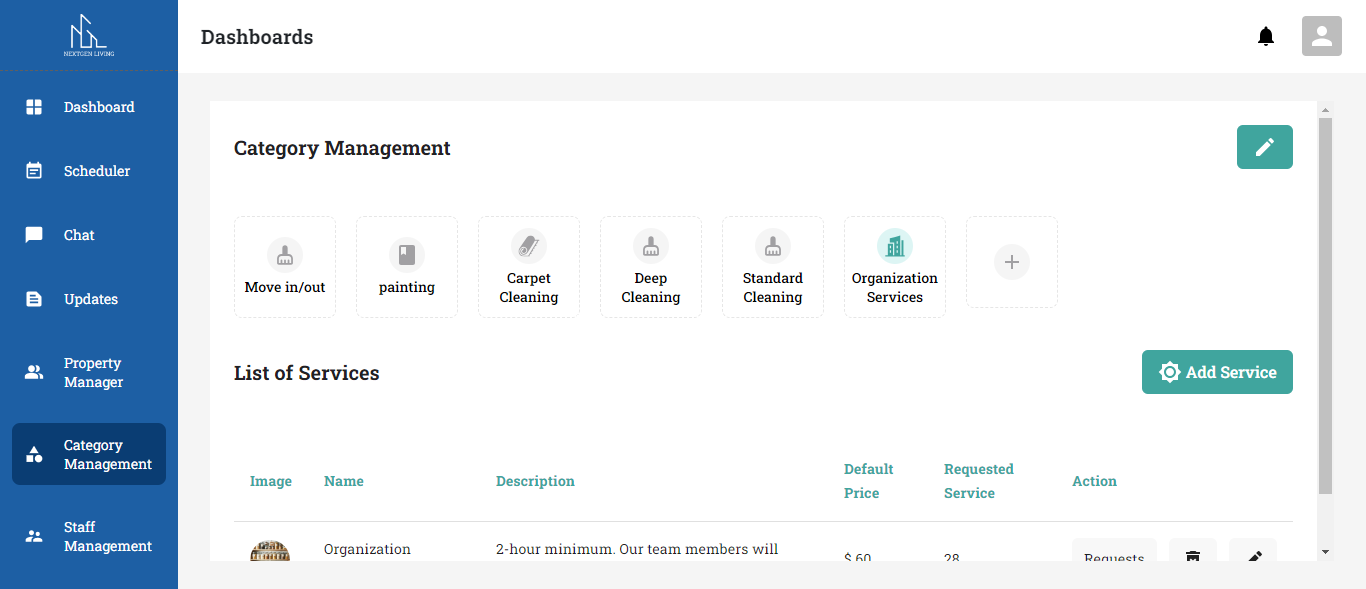 NEXTGEN LIVING
Dashboards
Dashboard
Scheduler
Chat
Updates
Property
Manager
Category
Management
Staff
Management
Category Management
Move in/out
painting
Carpet
Cleaning
Deep
Cleaning
Standard
Cleaning
Organization
Services
List of Services
Add Service
Image
Name
Description
Default
Price
Requested
Service
Action
Organization
2-hour minimum. Our team members will
$ 60
28
Requests